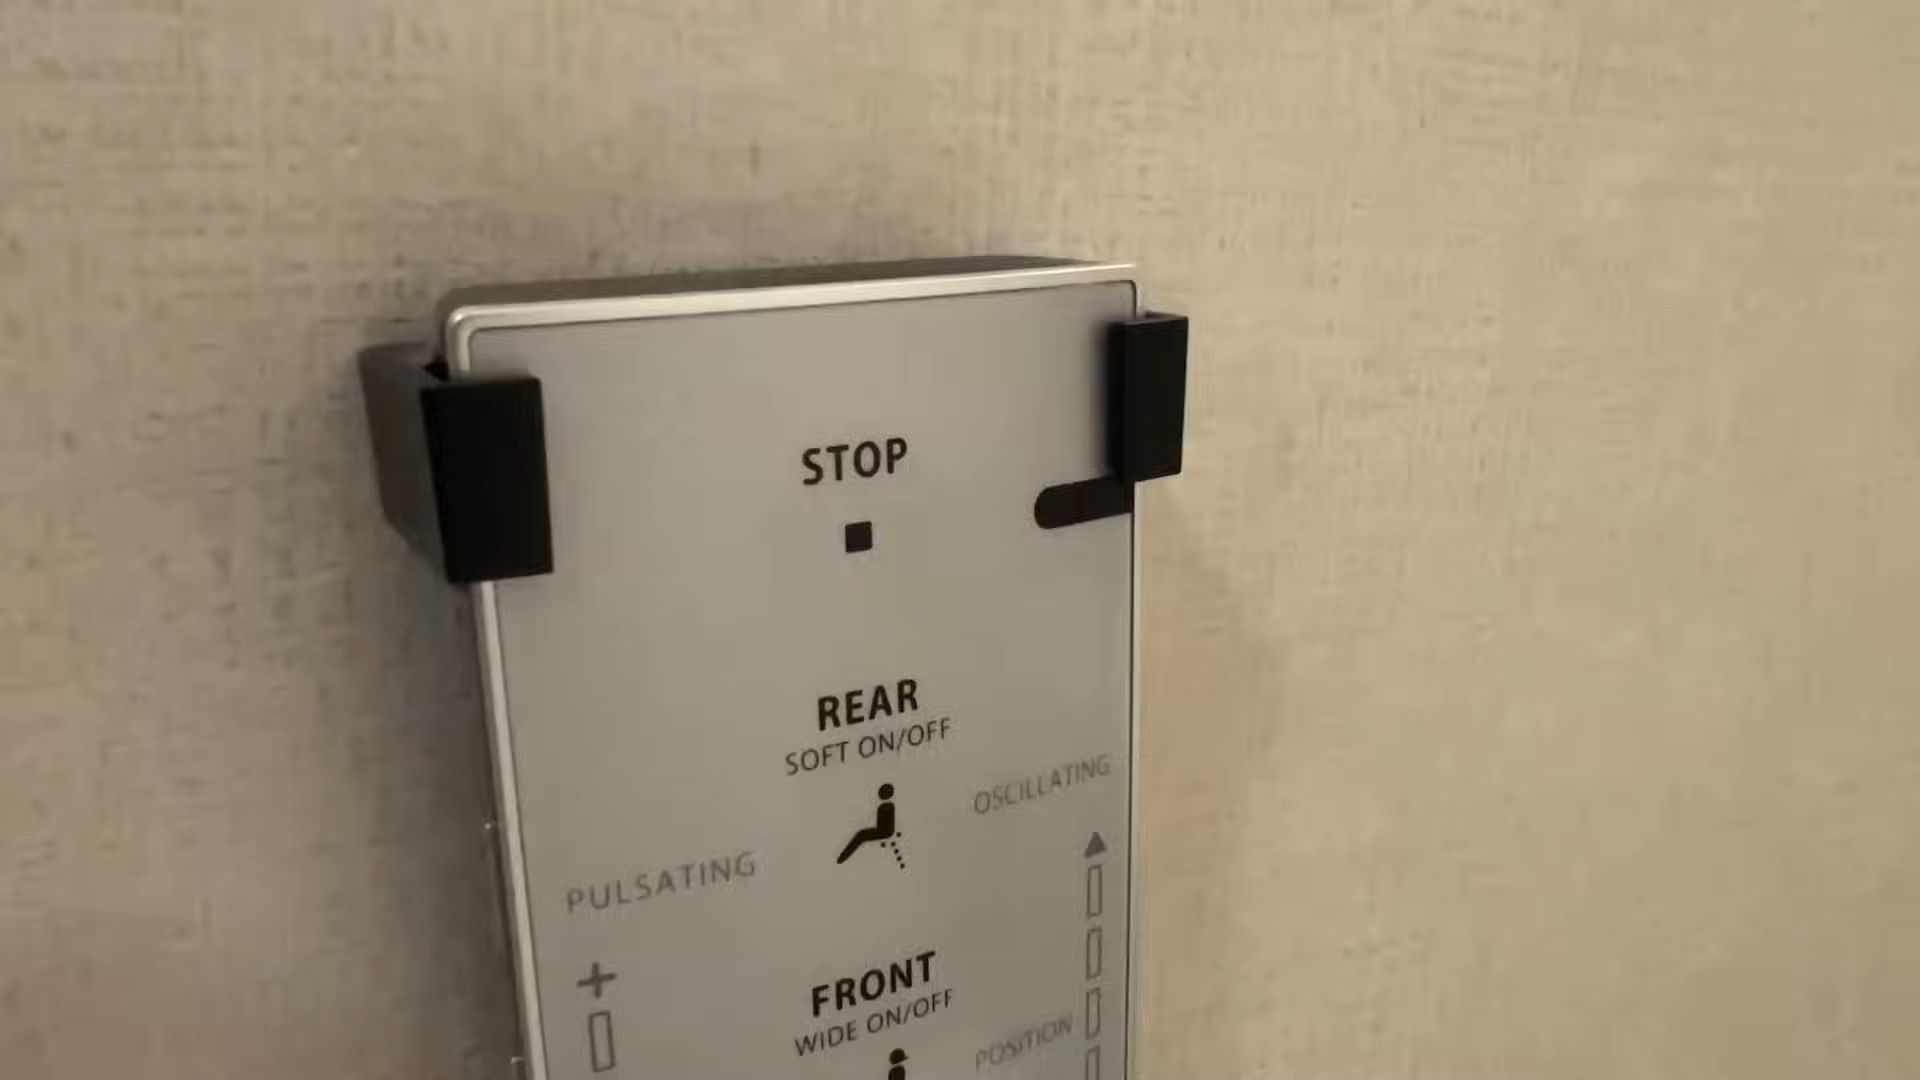 STOP
REAR
SOFT ON/OFF
OSCILLATING
PULSATING
+
FRONT
WIDE ON/OFF
POSITION